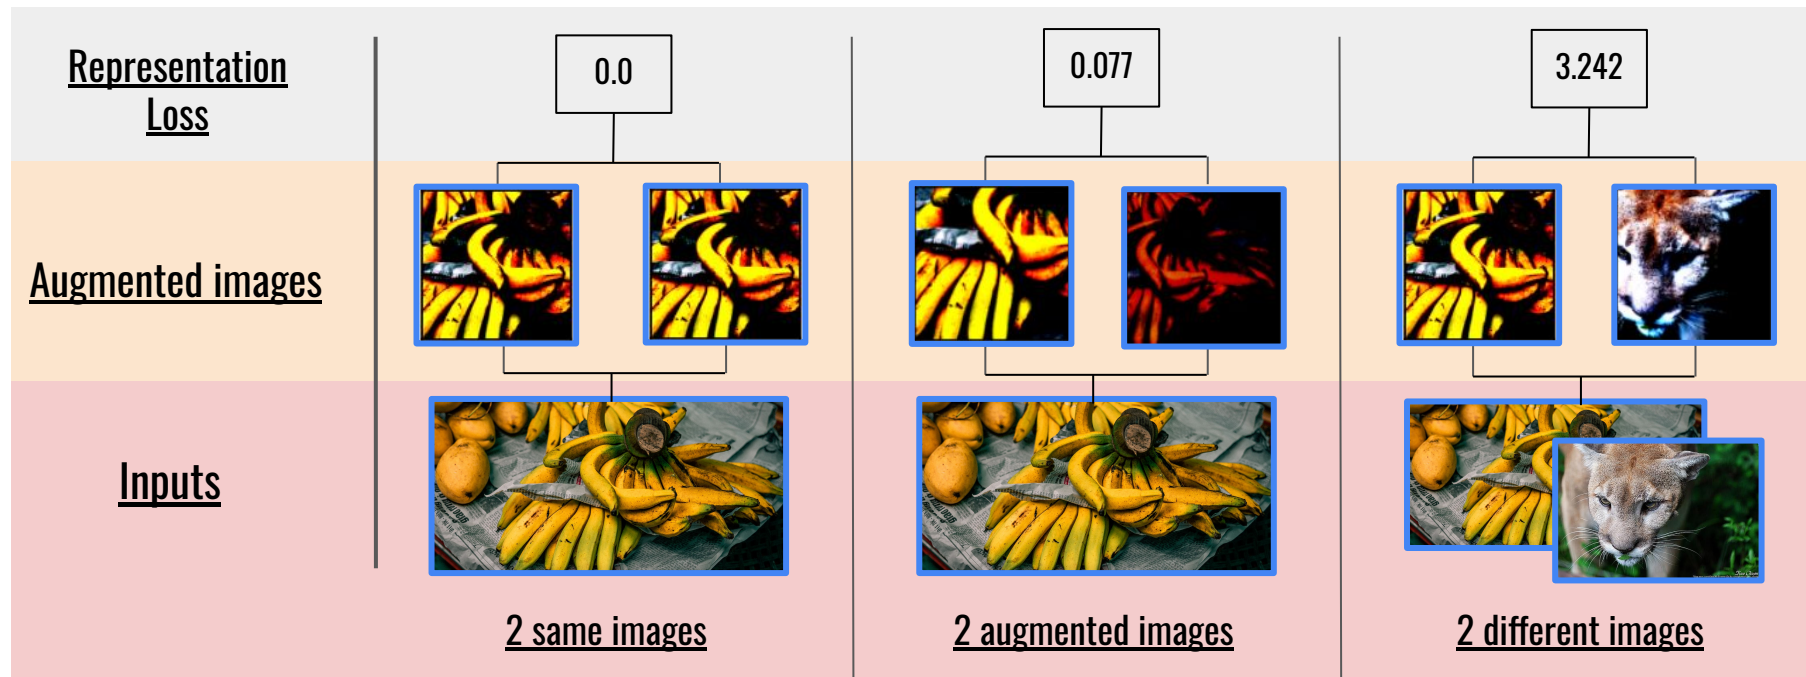 Representation
Loss
0.0
0.077
3.242
Augmented images
Inputs
2 same images
2 augmented images
2 different images